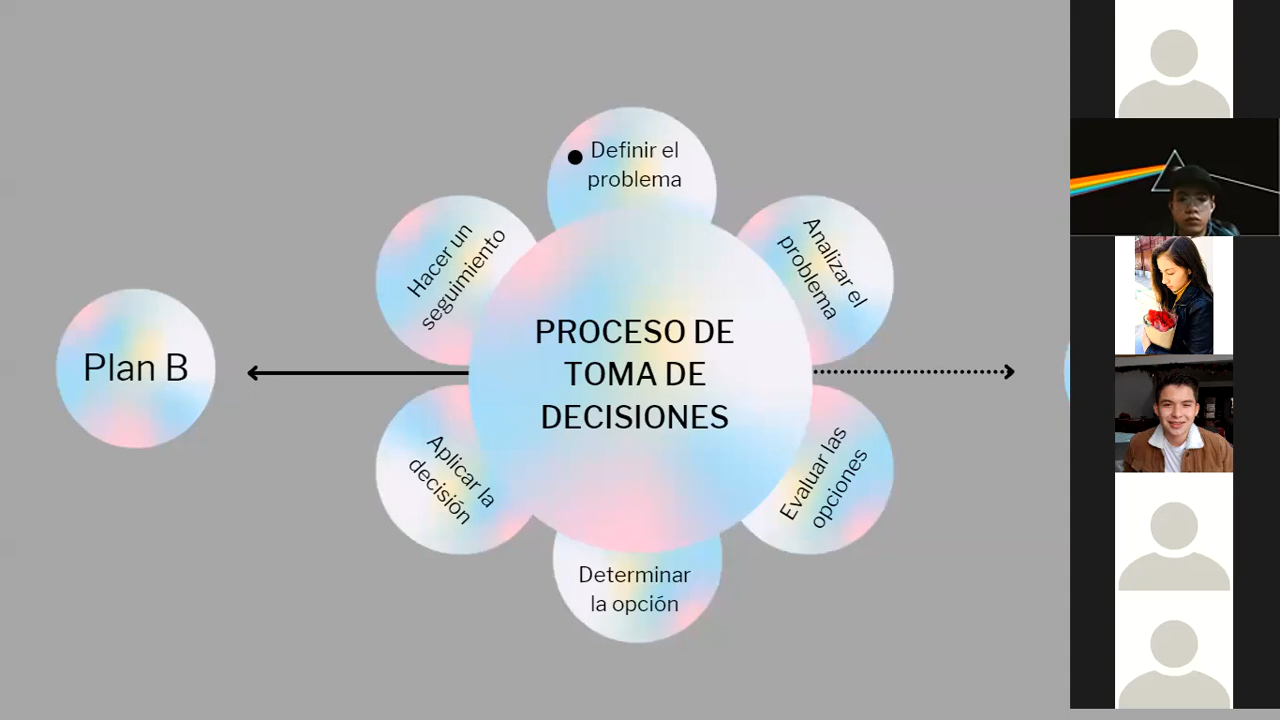 Definir el
problema
Analizar el
problema
Evaluar las
opciones
Determinar
la opción
Aplicar la
decisión
Hacer un
seguimiento
PROCESO DE
TOMA DE
DECISIONES
Plan B